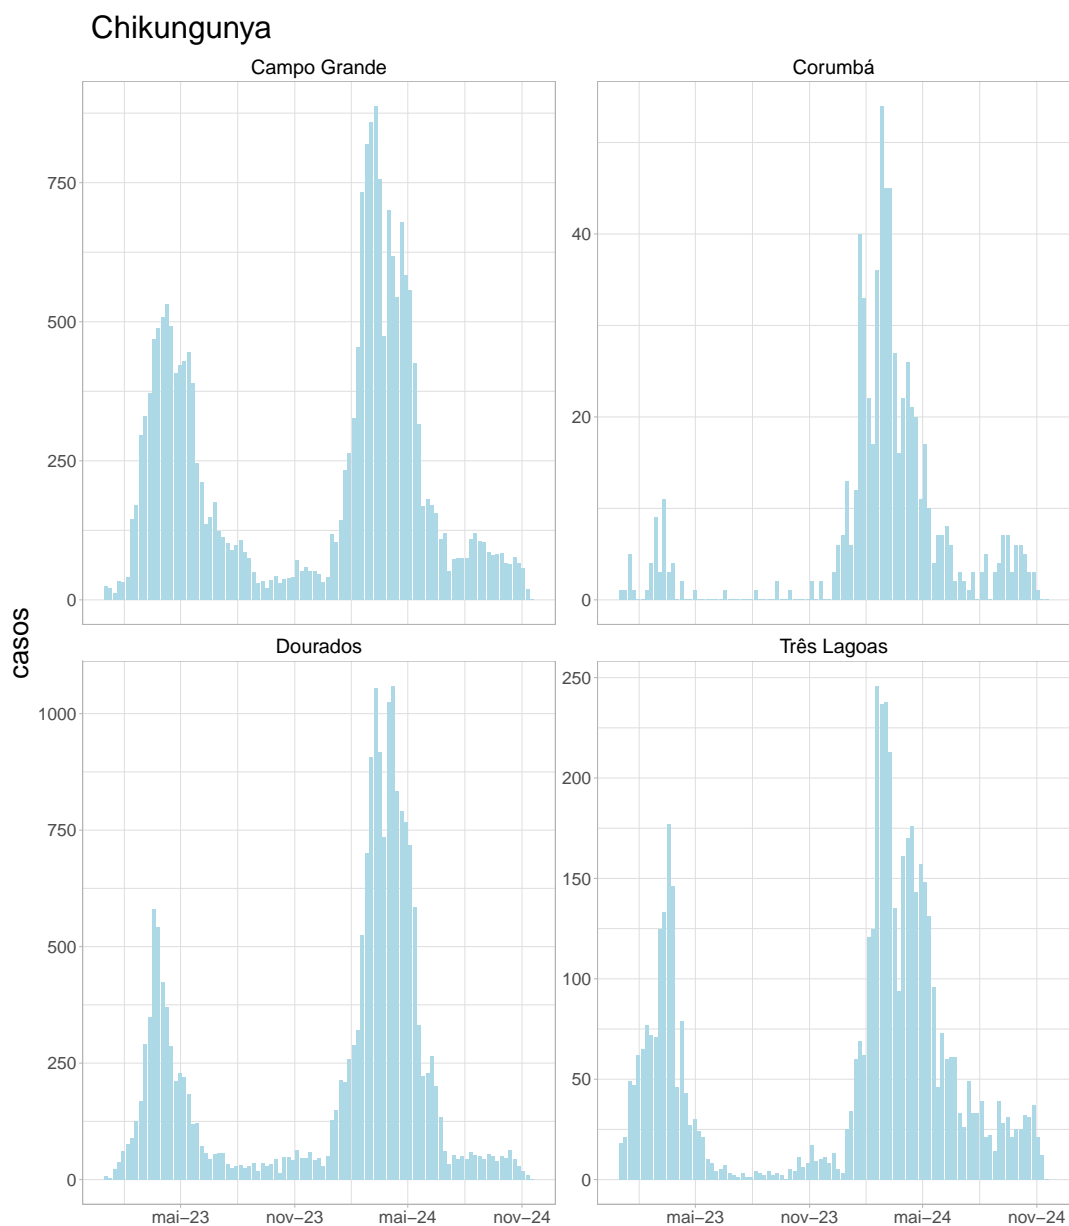 Chikungunya
Campo Grande
Corumbá
750
500
250
0
40
20
0
casos
Dourados
Três Lagoas
1000
750
500
250
0
250
200
150
100
50
0
mai–23
nov–23
mai–24
nov–24
mai–23
nov–23
mai–24
nov–24